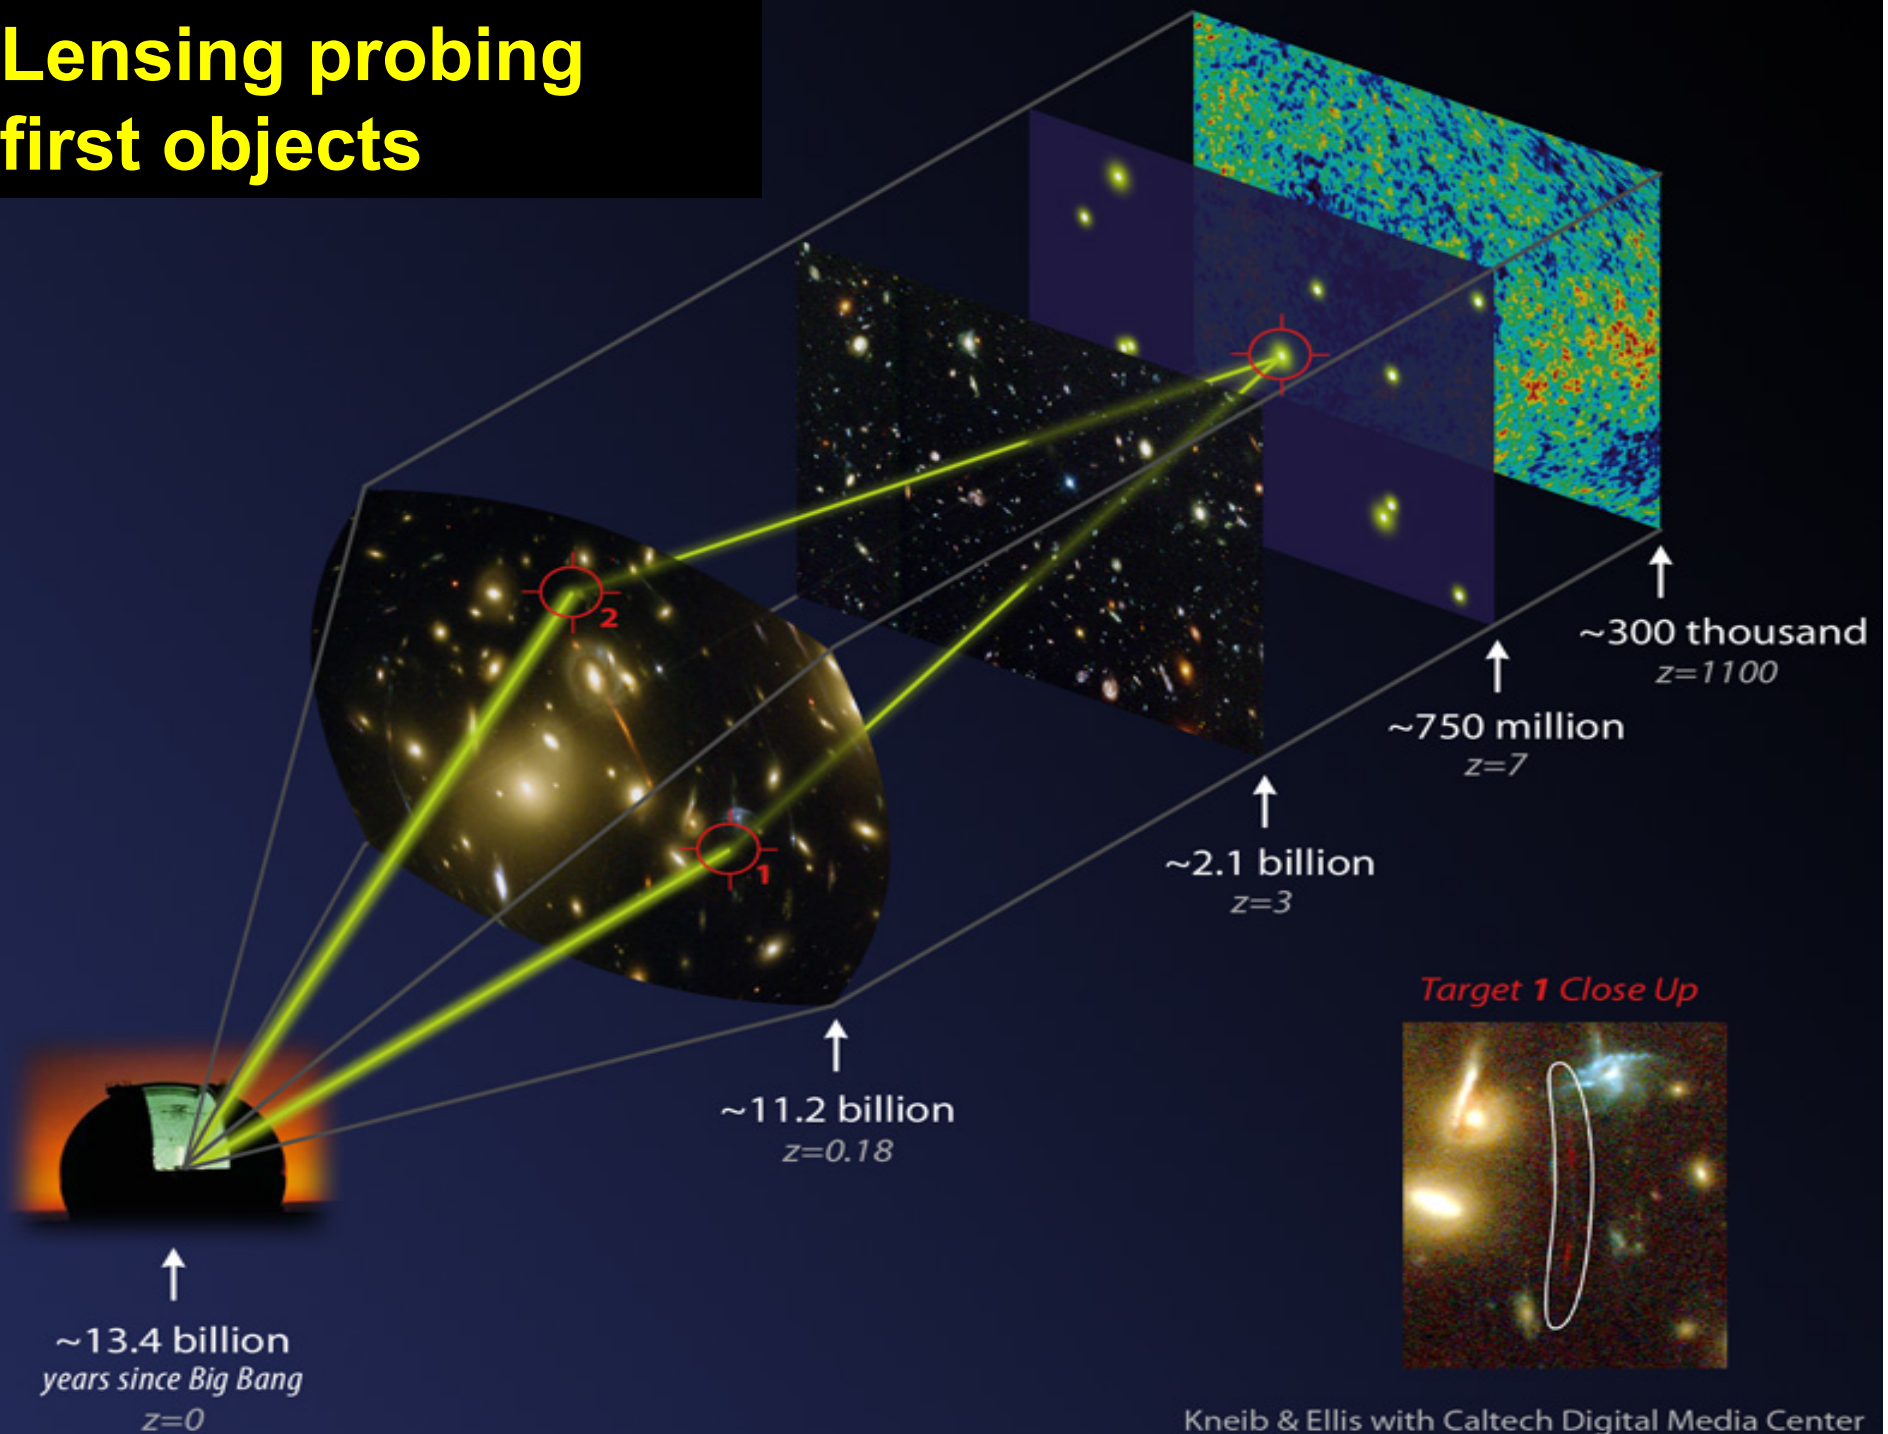 Lensing probing
first objects
2
1
~300 thousand
z=1100
~750 million
z=7
~2.1 billion
z=3
~11.2 billion
z=0.18
~13.4 billion
years since Big Bang
z=0
Target 1 Close Up
Kneib & Ellis with Caltech Digital Media Center